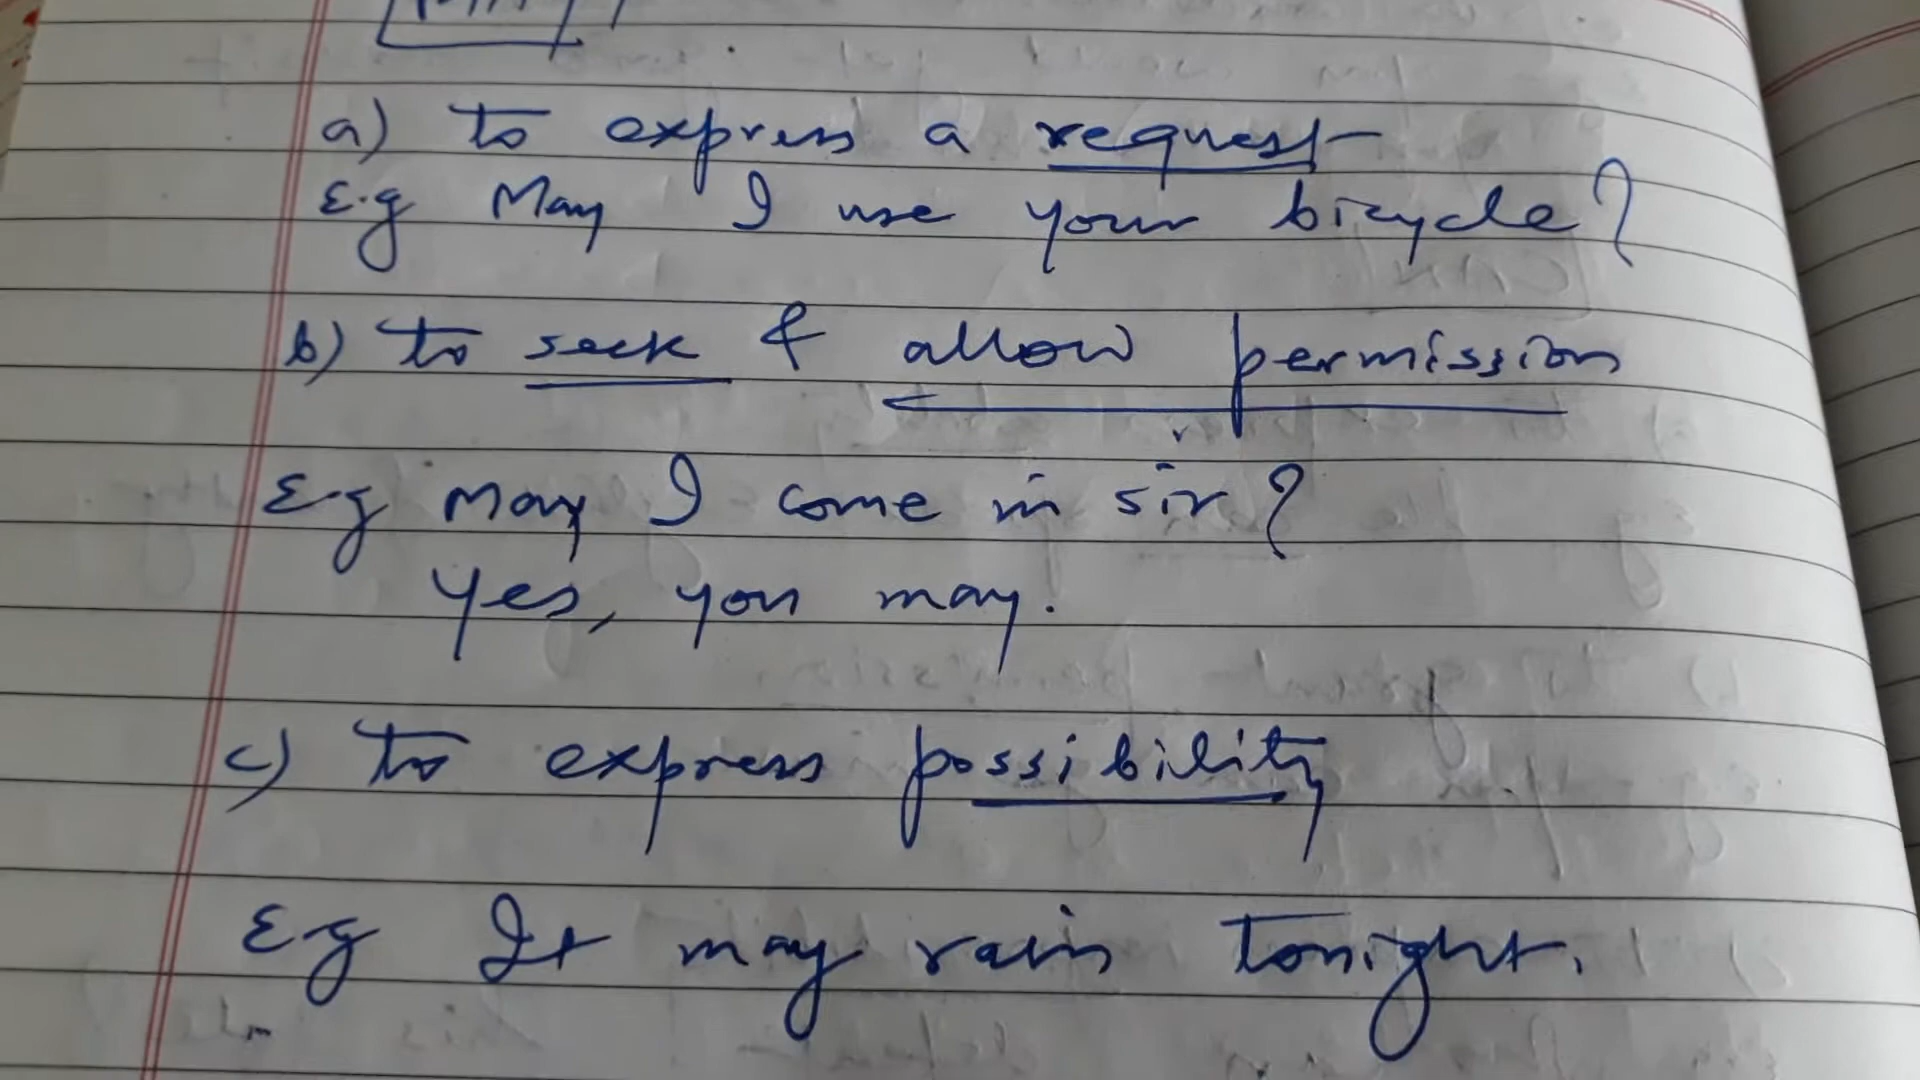 a) to express a request
E.g May I use your bicycle?
b) to seek & allow permission
E.g May I come in sir?
Yes, you may.
c) to express possibility
E.g It may rain tonight.